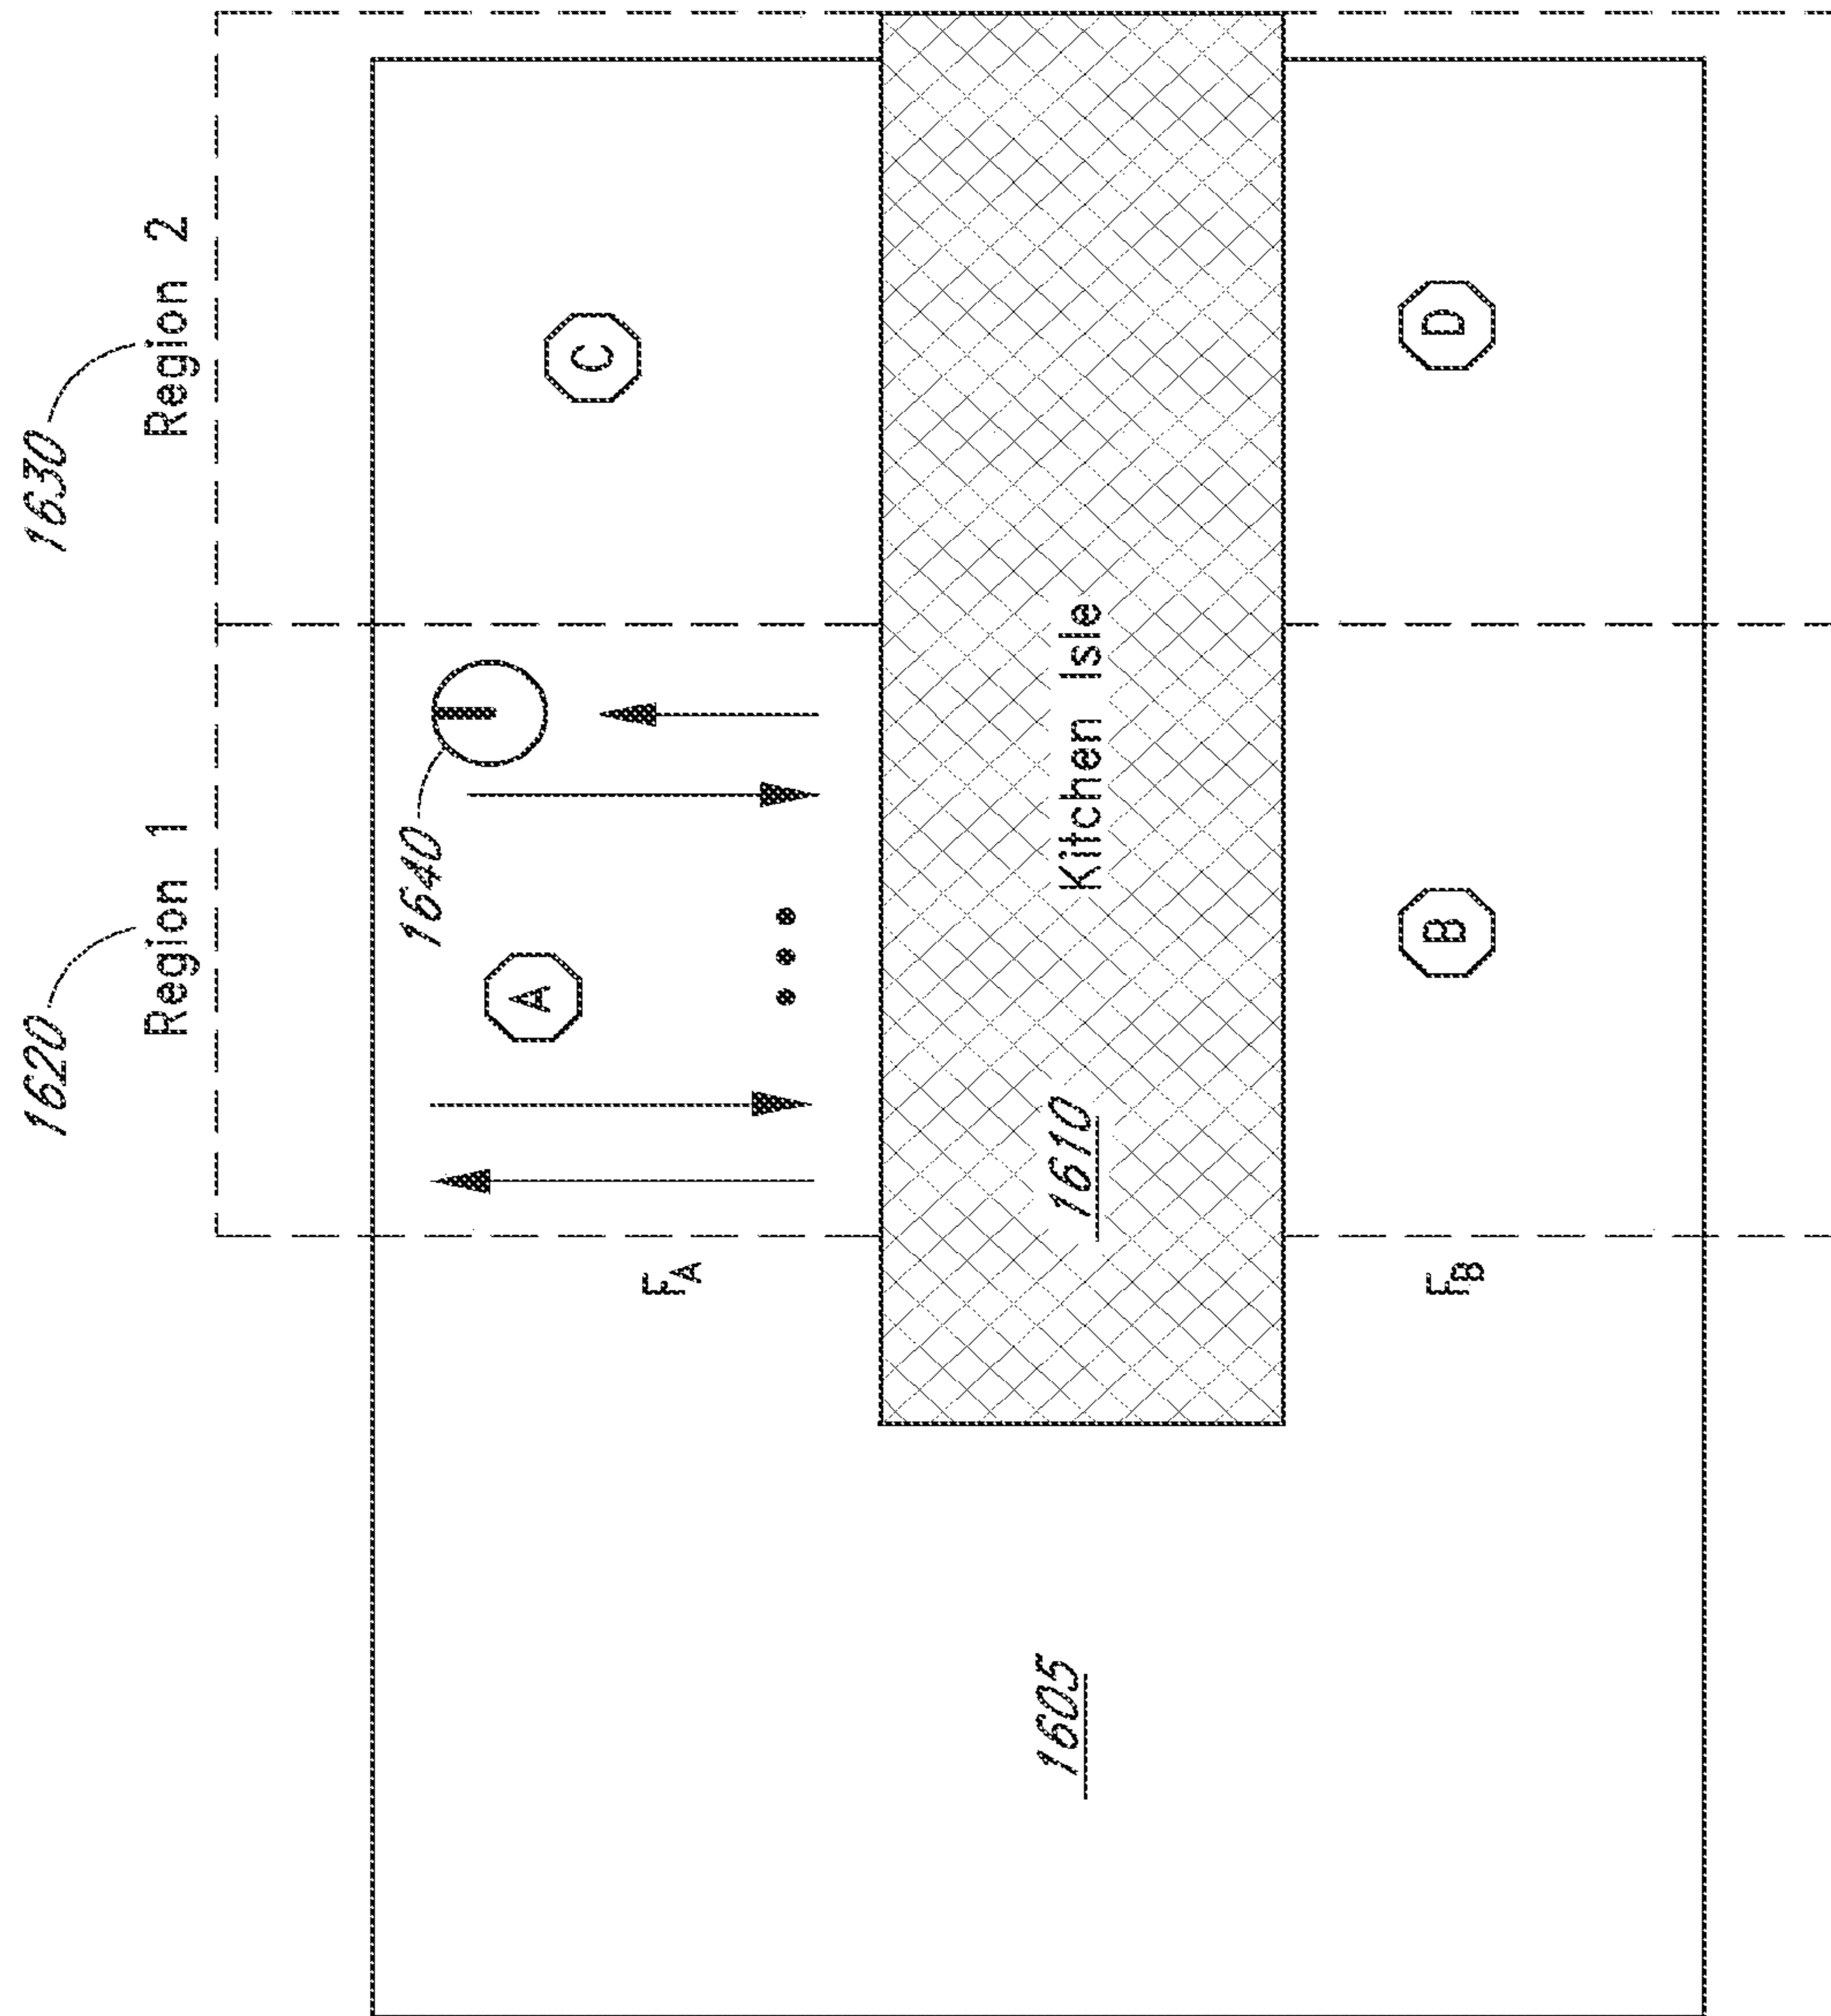 1620
1630
Region 1
Region 2
1640
A
C
F_A
1605
1610
Kitchen Isle
F_B
B
D